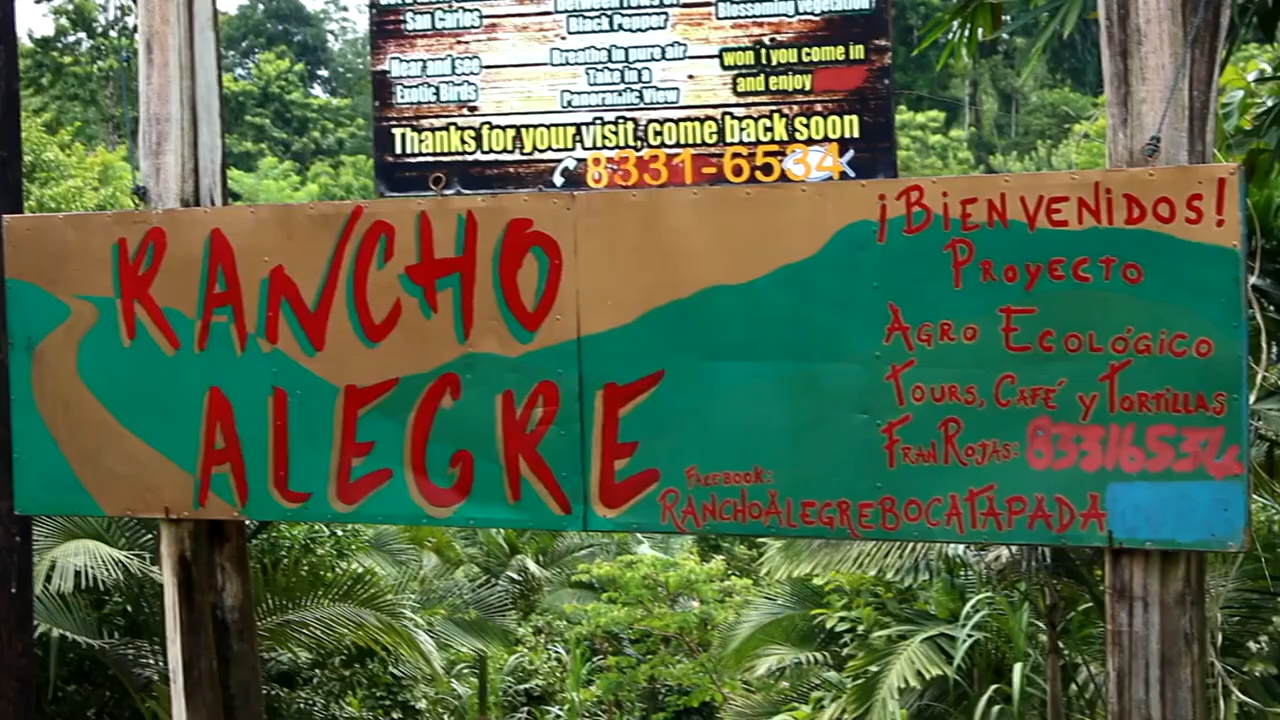 San Carlos
Black Pepper
Blossoming vegetation
Hear and see
Exotic Birds
Breathe in pure air
Take in a
Panoramic View
won´t you come in
and enjoy
Thanks for your visit, come back soon
8331-6534
RANCHO
ALEGRE
¡BIENVENIDOS!
PROYECTO
AGRO ECOLÓGICO
TOURS, CAFÉ y TORTILLAS
FRAN ROJAS: 83316534
FACEBOOK:
RANCHOALEGREBOCATAPADA